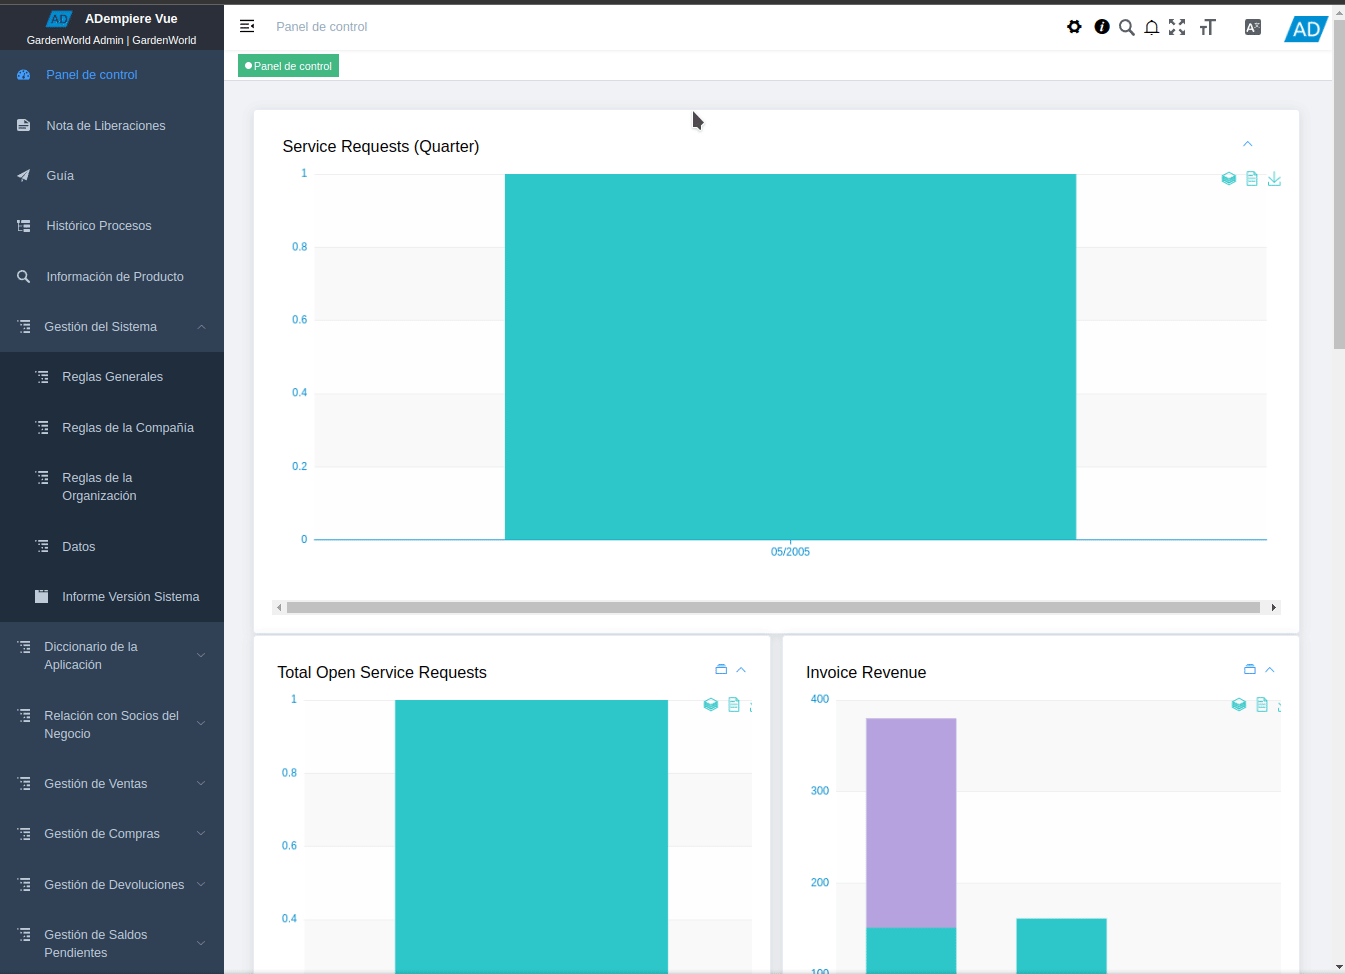 AD ADempiere Vue
GardenWorld Admin | GardenWorld
Panel de control
Nota de Liberaciones
Guía
Histórico Procesos
Información de Producto
Gestión del Sistema
Reglas Generales
Reglas de la Compañía
Reglas de la
Organización
Datos
Informe Versión Sistema
Diccionario de la
Aplicación
Relación con Socios del
Negocio
Gestión de Ventas
Gestión de Compras
Gestión de Devoluciones
Gestión de Saldos
Pendientes
Panel de control
AD
Panel de control
Service Requests (Quarter)
1
0.8
0.6
0.4
0.2
0
05/2005
Total Open Service Requests
1
0.8
0.6
0.4
Invoice Revenue
400
300
200
100